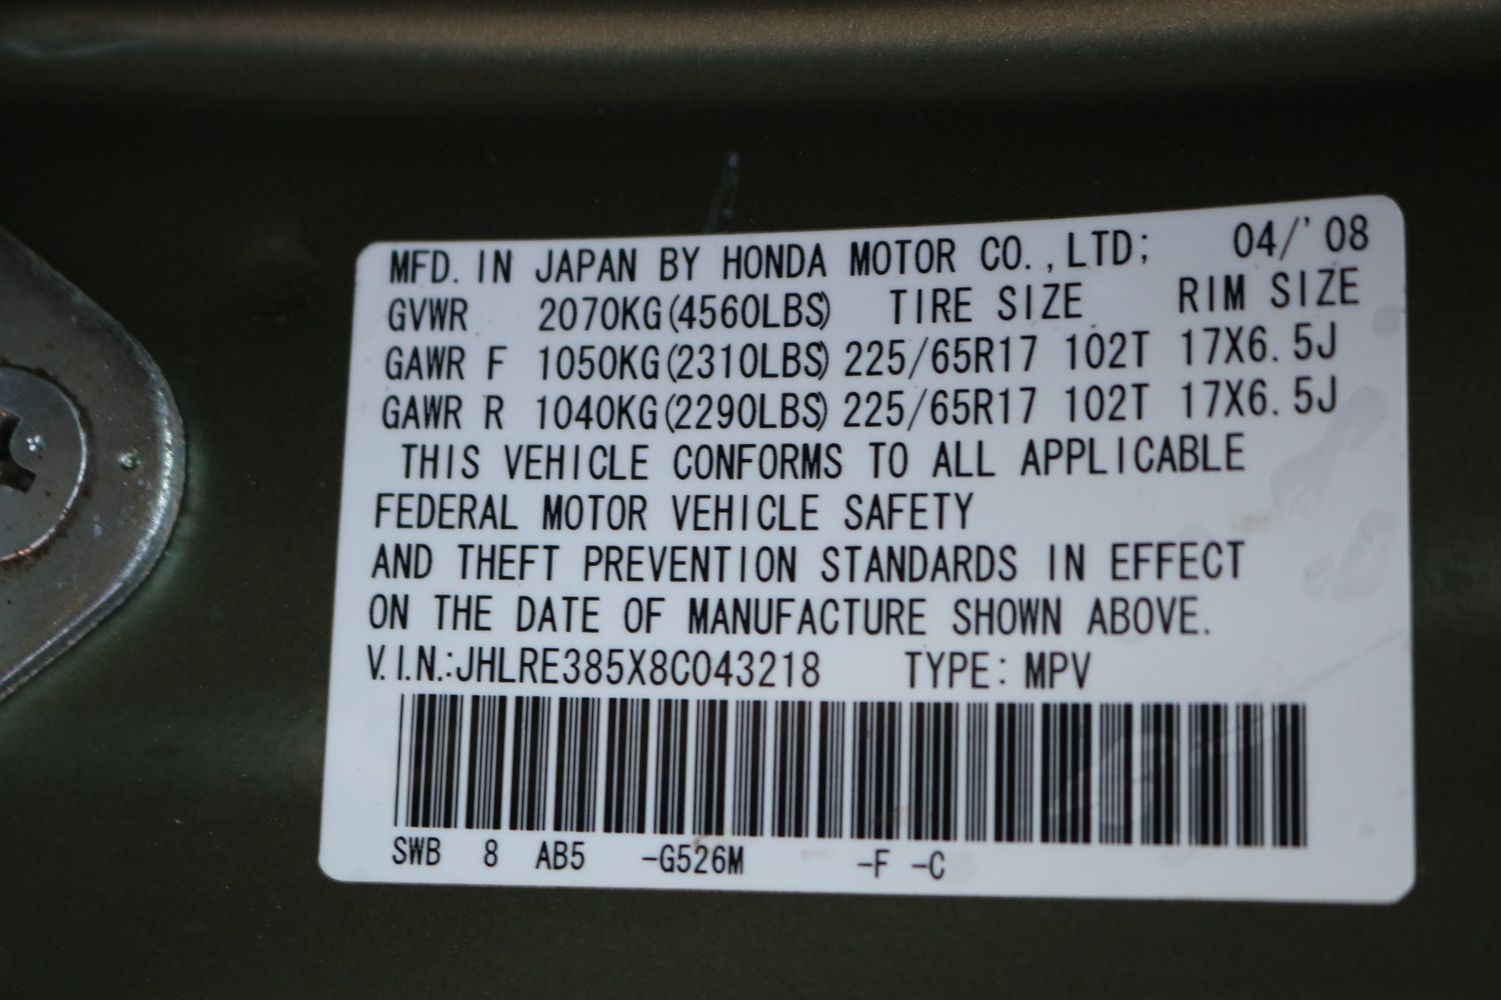 MFD. IN JAPAN BY HONDA MOTOR CO.,LTD; 04/'08
GVWR 2070KG(4560LBS) TIRE SIZE RIM SIZE
GAWR F 1050KG(2310LBS) 225/65R17 102T 17X6.5J
GAWR R 1040KG(2290LBS) 225/65R17 102T 17X6.5J
THIS VEHICLE CONFORMS TO ALL APPLICABLE
FEDERAL MOTOR VEHICLE SAFETY
AND THEFT PREVENTION STANDARDS IN EFFECT
ON THE DATE OF MANUFACTURE SHOWN ABOVE.
V.I.N.:JHLRE385X8C043218 TYPE: MPV
SWB 8 AB5 -G526M -F -C